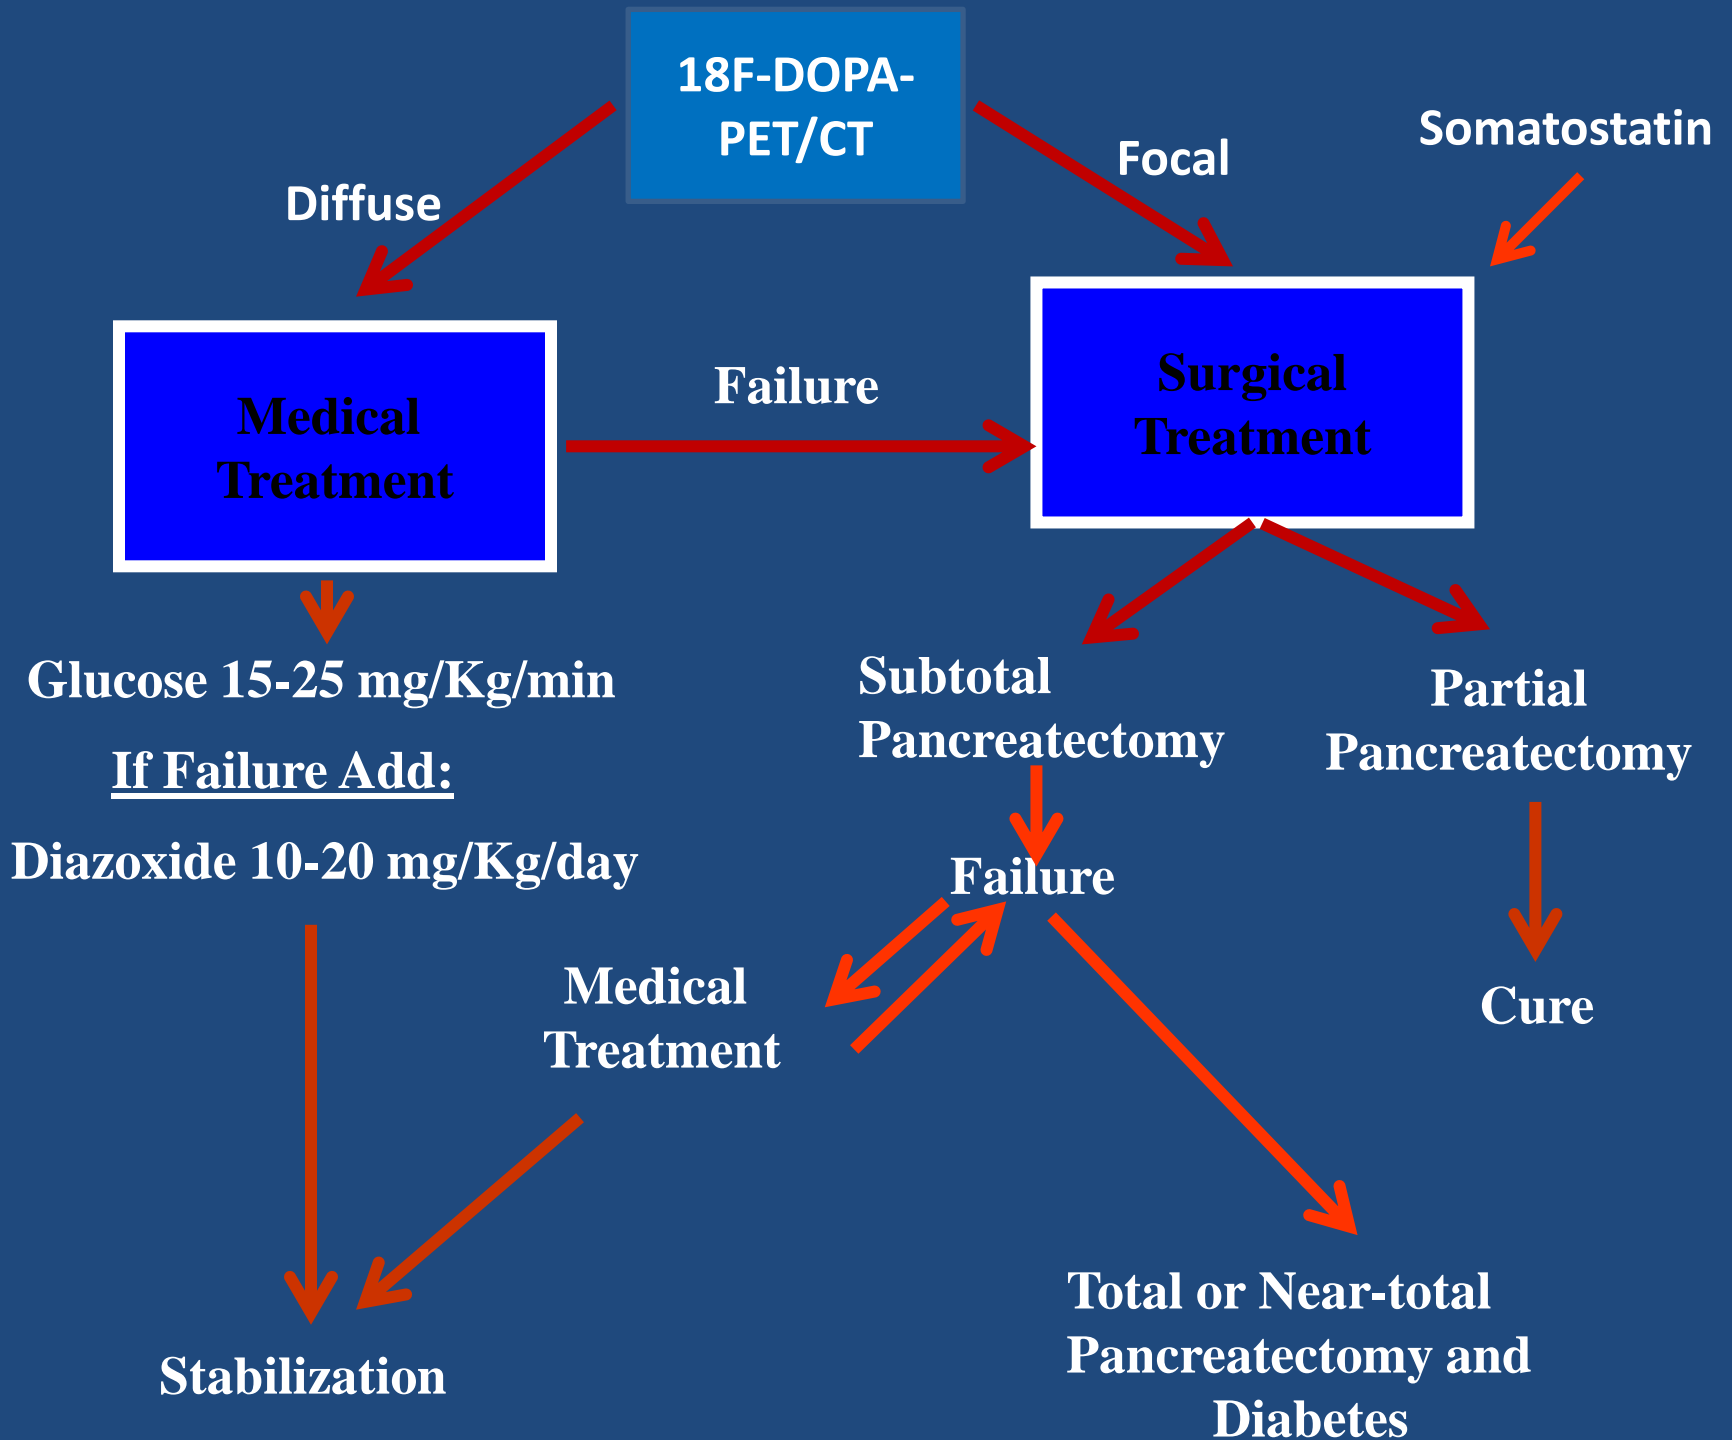 18F-DOPA-
PET/CT
Somatostatin
Focal
Diffuse
Failure
Surgical
Treatment
Medical
Treatment
Glucose 15-25 mg/Kg/min
If Failure Add:
Diazoxide 10-20 mg/Kg/day
Subtotal
Pancreatectomy
Partial
Pancreatectomy
Failure
Medical
Treatment
Cure
Stabilization
Total or Near-total
Pancreatectomy and
Diabetes